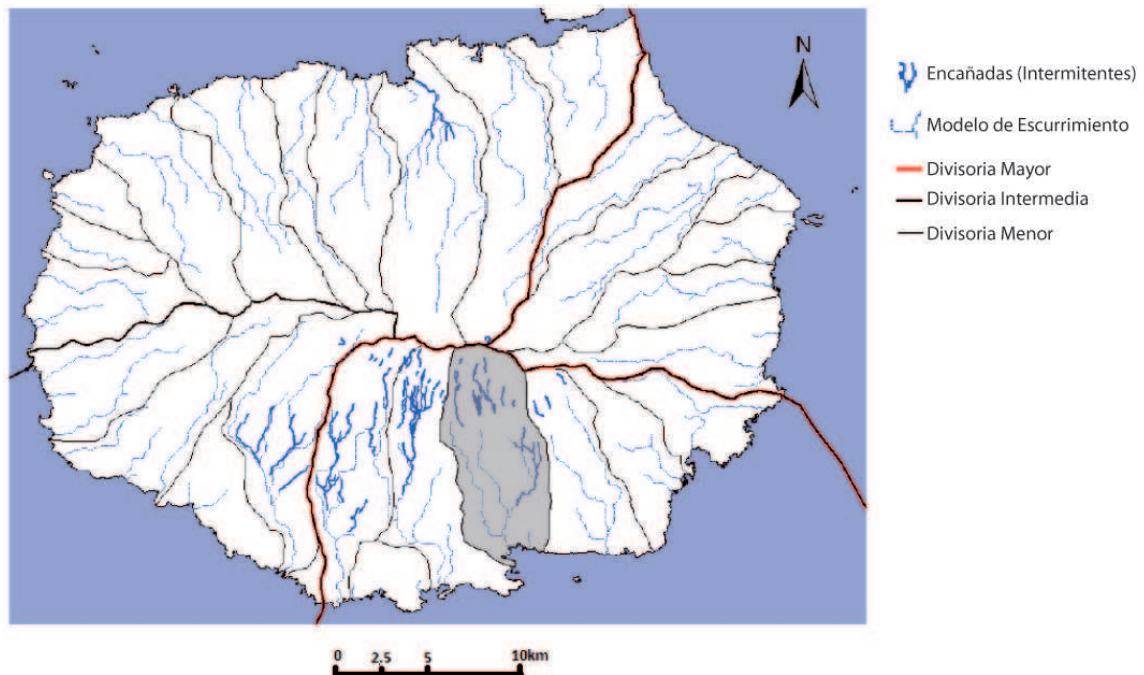 N
Encañadas (Intermitentes)
Modelo de Escurrimiento
Divisoria Mayor
Divisoria Intermedia
Divisoria Menor
0 2.5 5 10km